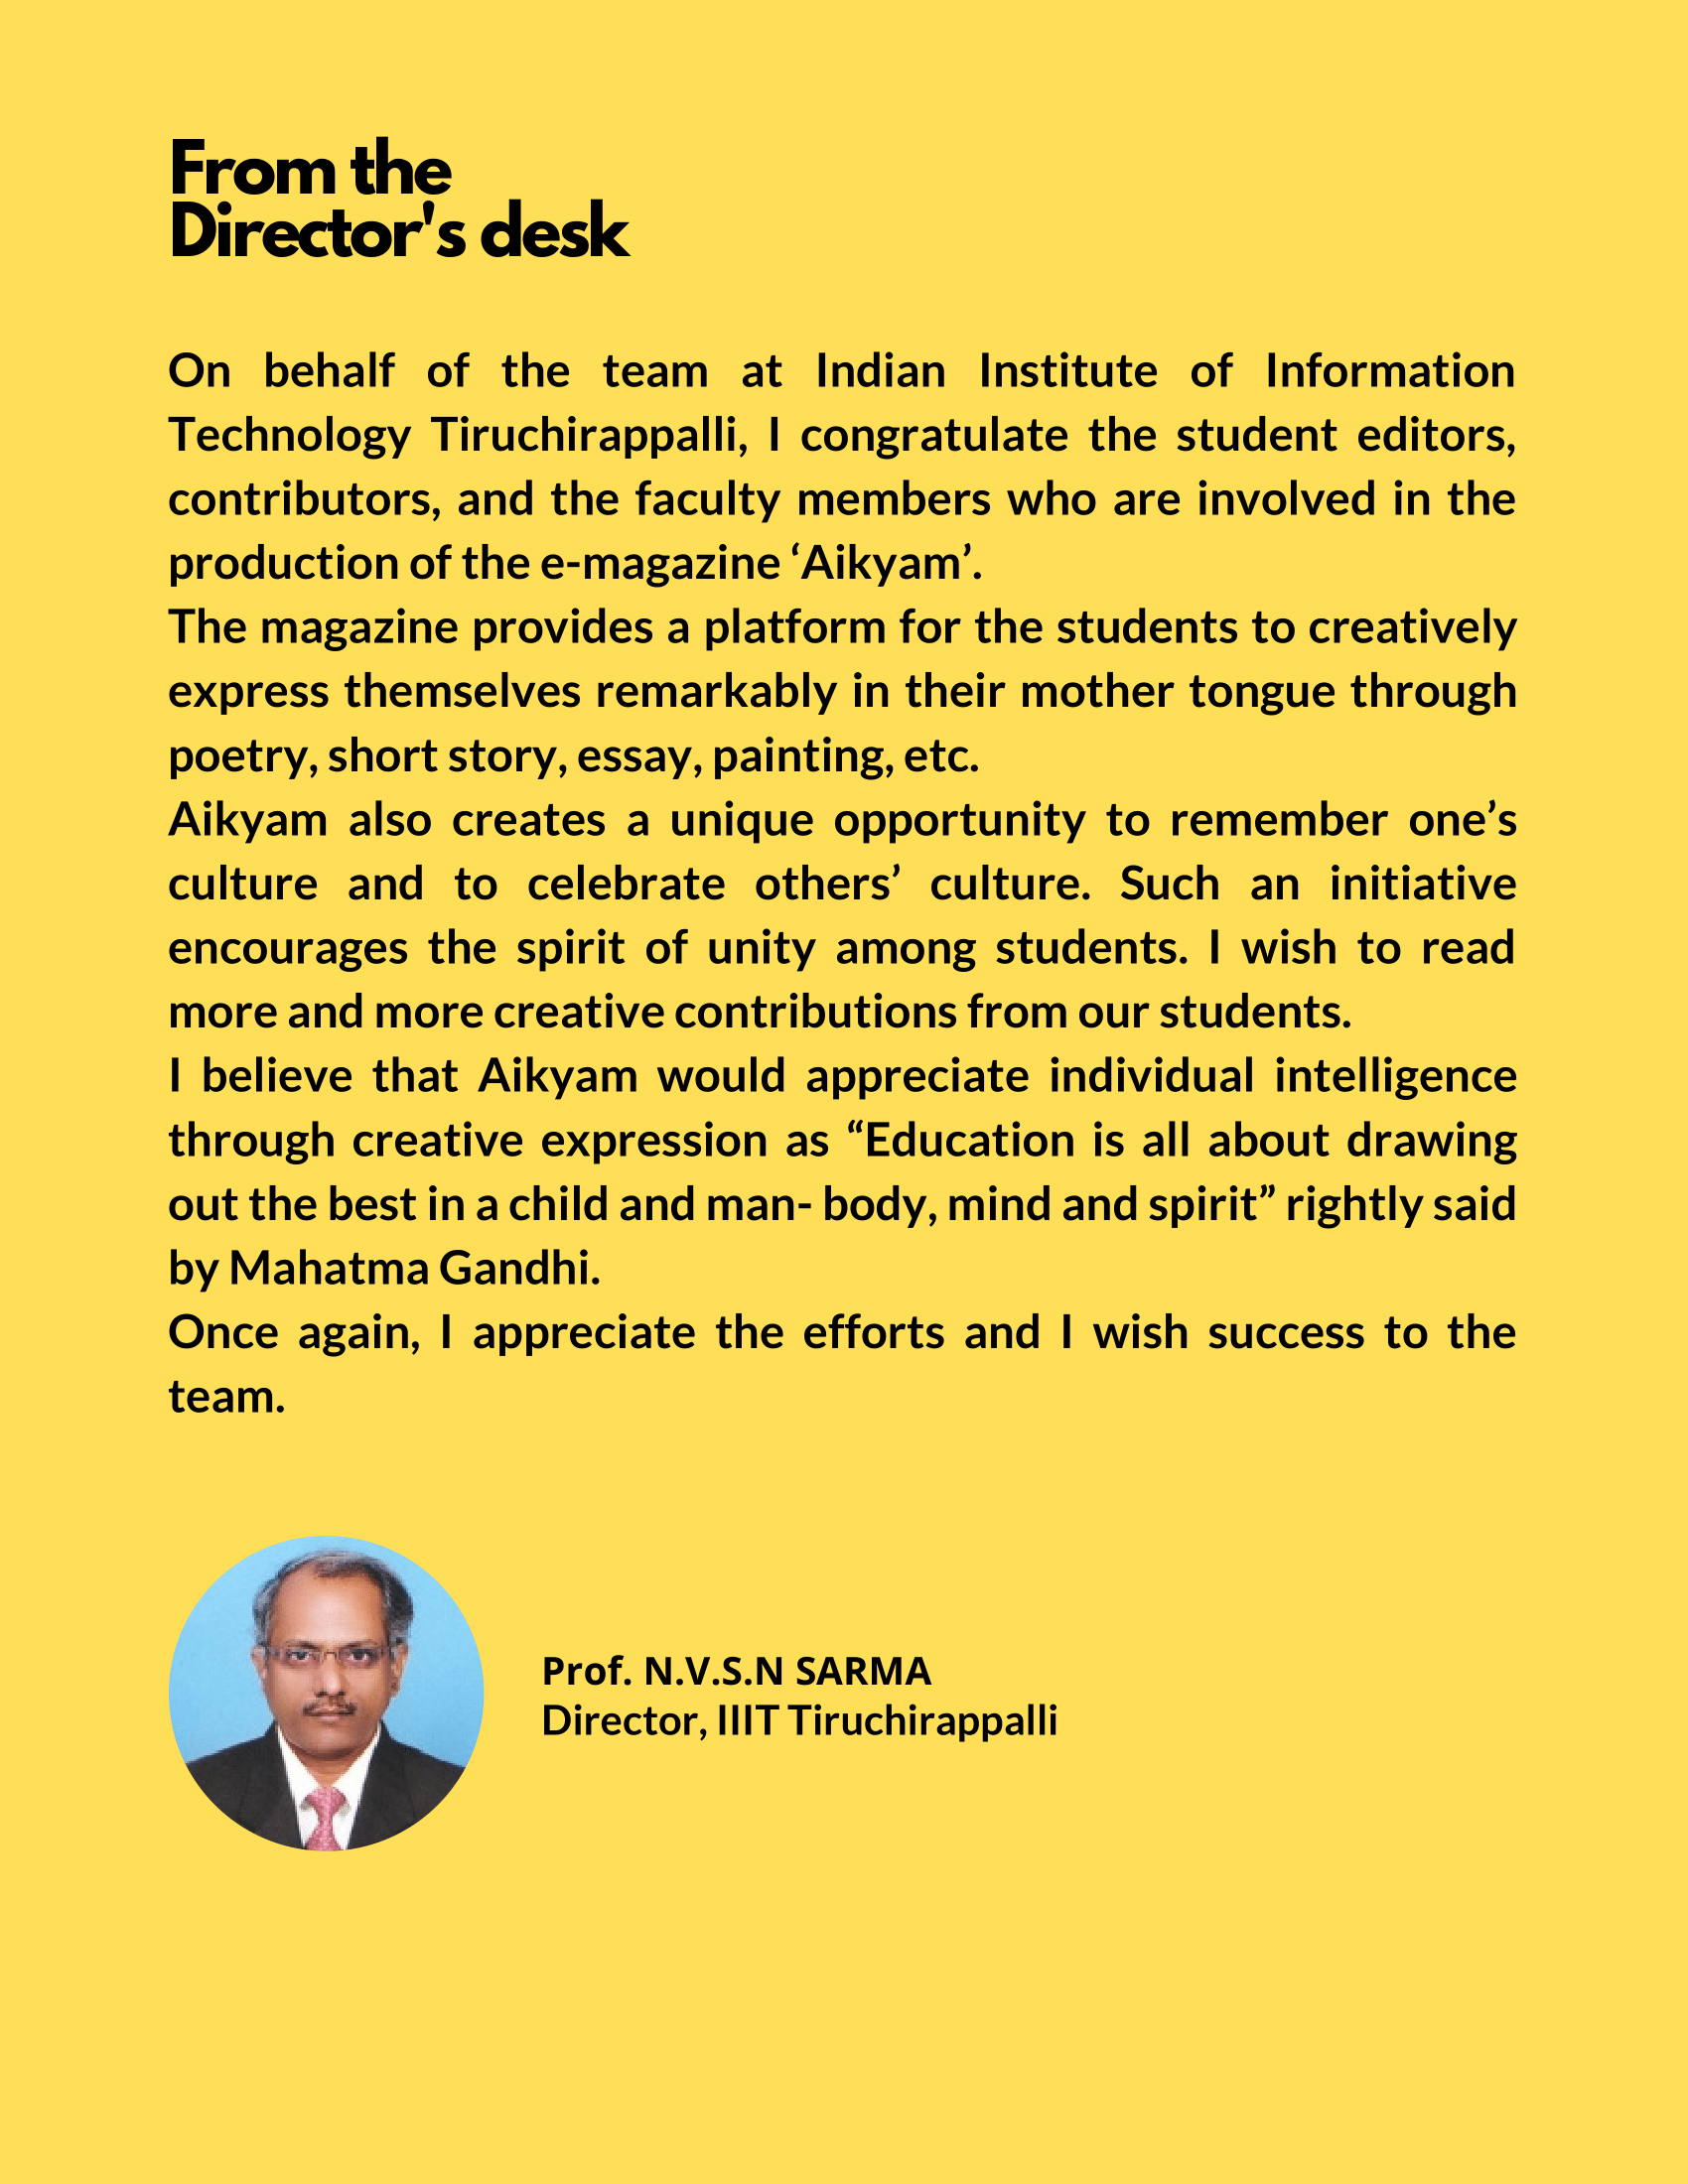 From the
Director's desk
On behalf of the team at Indian Institute of Information
Technology Tiruchirappalli, I congratulate the student editors,
contributors, and the faculty members who are involved in the
production of the e-magazine ‘Aikyam’.
The magazine provides a platform for the students to creatively
express themselves remarkably in their mother tongue through
poetry, short story, essay, painting, etc.
Aikyam also creates a unique opportunity to remember one’s
culture and to celebrate others’ culture. Such an initiative
encourages the spirit of unity among students. I wish to read
more and more creative contributions from our students.
I believe that Aikyam would appreciate individual intelligence
through creative expression as “Education is all about drawing
out the best in a child and man- body, mind and spirit” rightly said
by Mahatma Gandhi.
Once again, I appreciate the efforts and I wish success to the
team.
Prof. N.V.S.N SARMA
Director, IIIT Tiruchirappalli